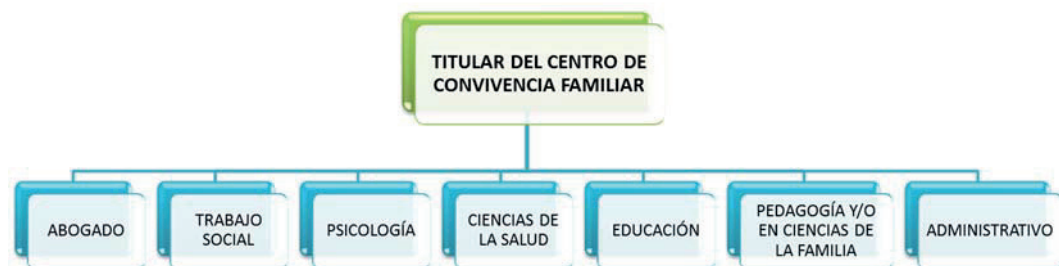 TITULAR DEL CENTRO DE
CONVIVENCIA FAMILIAR
ABOGADO
TRABAJO
SOCIAL
PSICOLOGÍA
CIENCIAS DE
LA SALUD
EDUCACIÓN
PEDAGOGÍA Y/O
EN CIENCIAS DE
LA FAMILIA
ADMINISTRATIVO